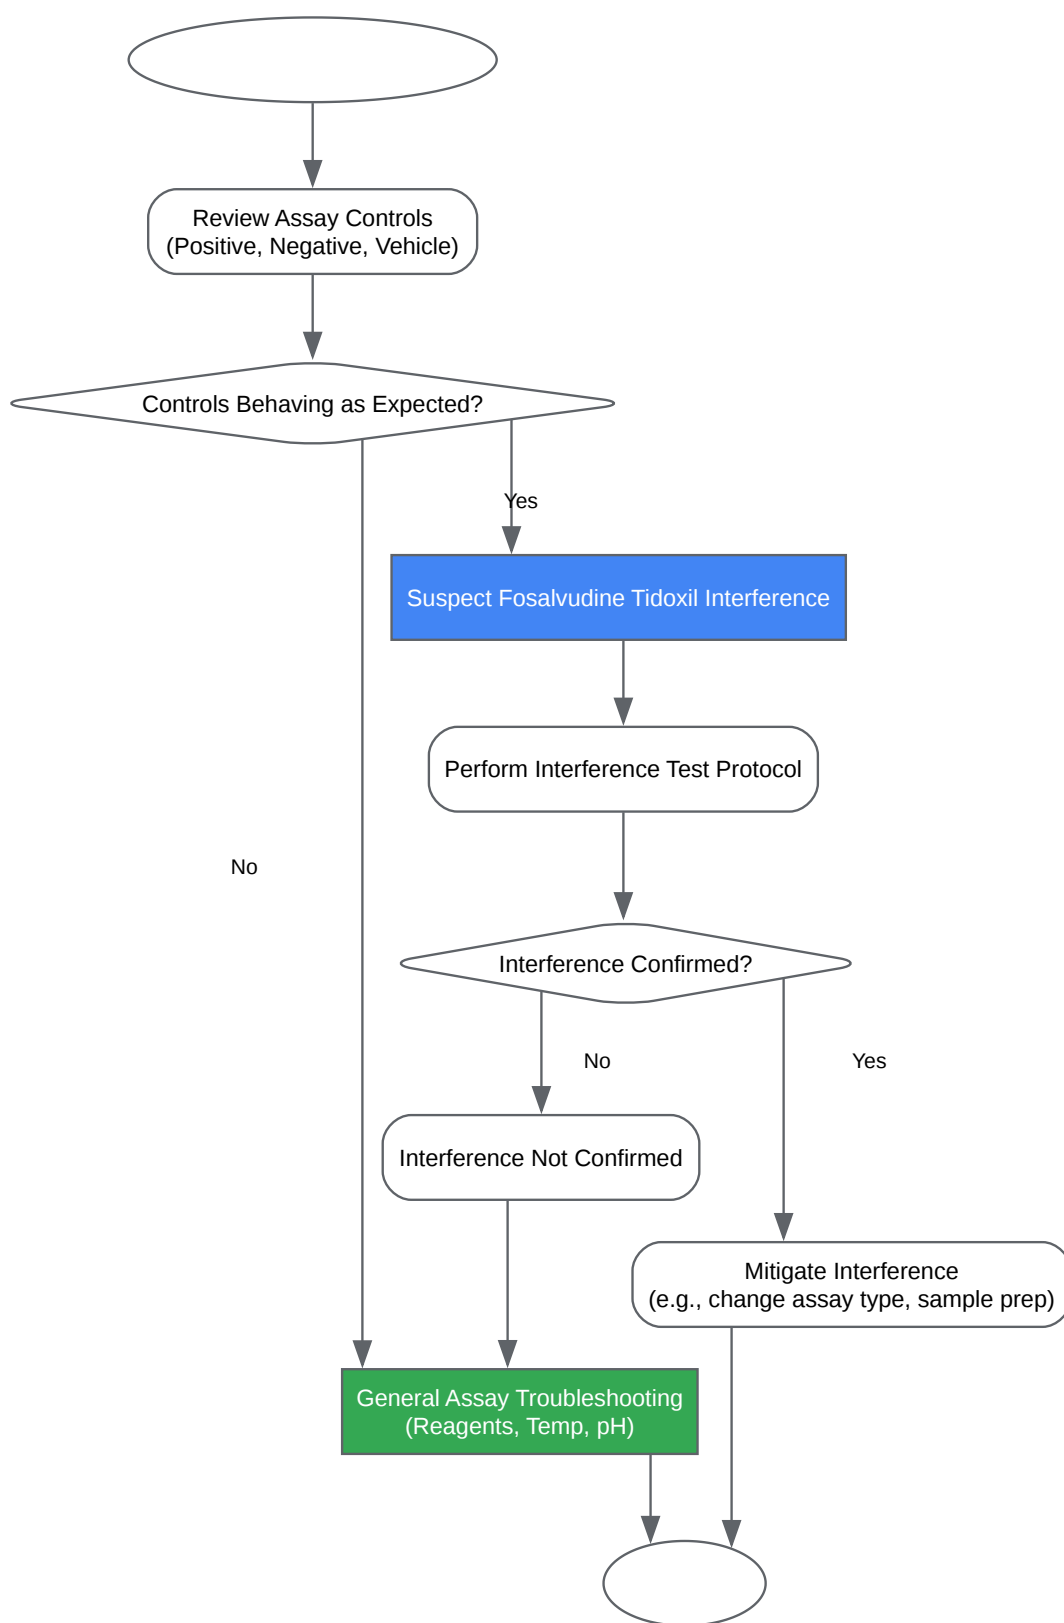 Review Assay Controls
(Positive, Negative, Vehicle)
Controls Behaving as Expected?
Yes
Suspect Fosalvudine Tidoxil Interference
Perform Interference Test Protocol
No
Interference Confirmed?
No
Yes
Interference Not Confirmed
Mitigate Interference
(e.g., change assay type, sample prep)
General Assay Troubleshooting
(Reagents, Temp, pH)